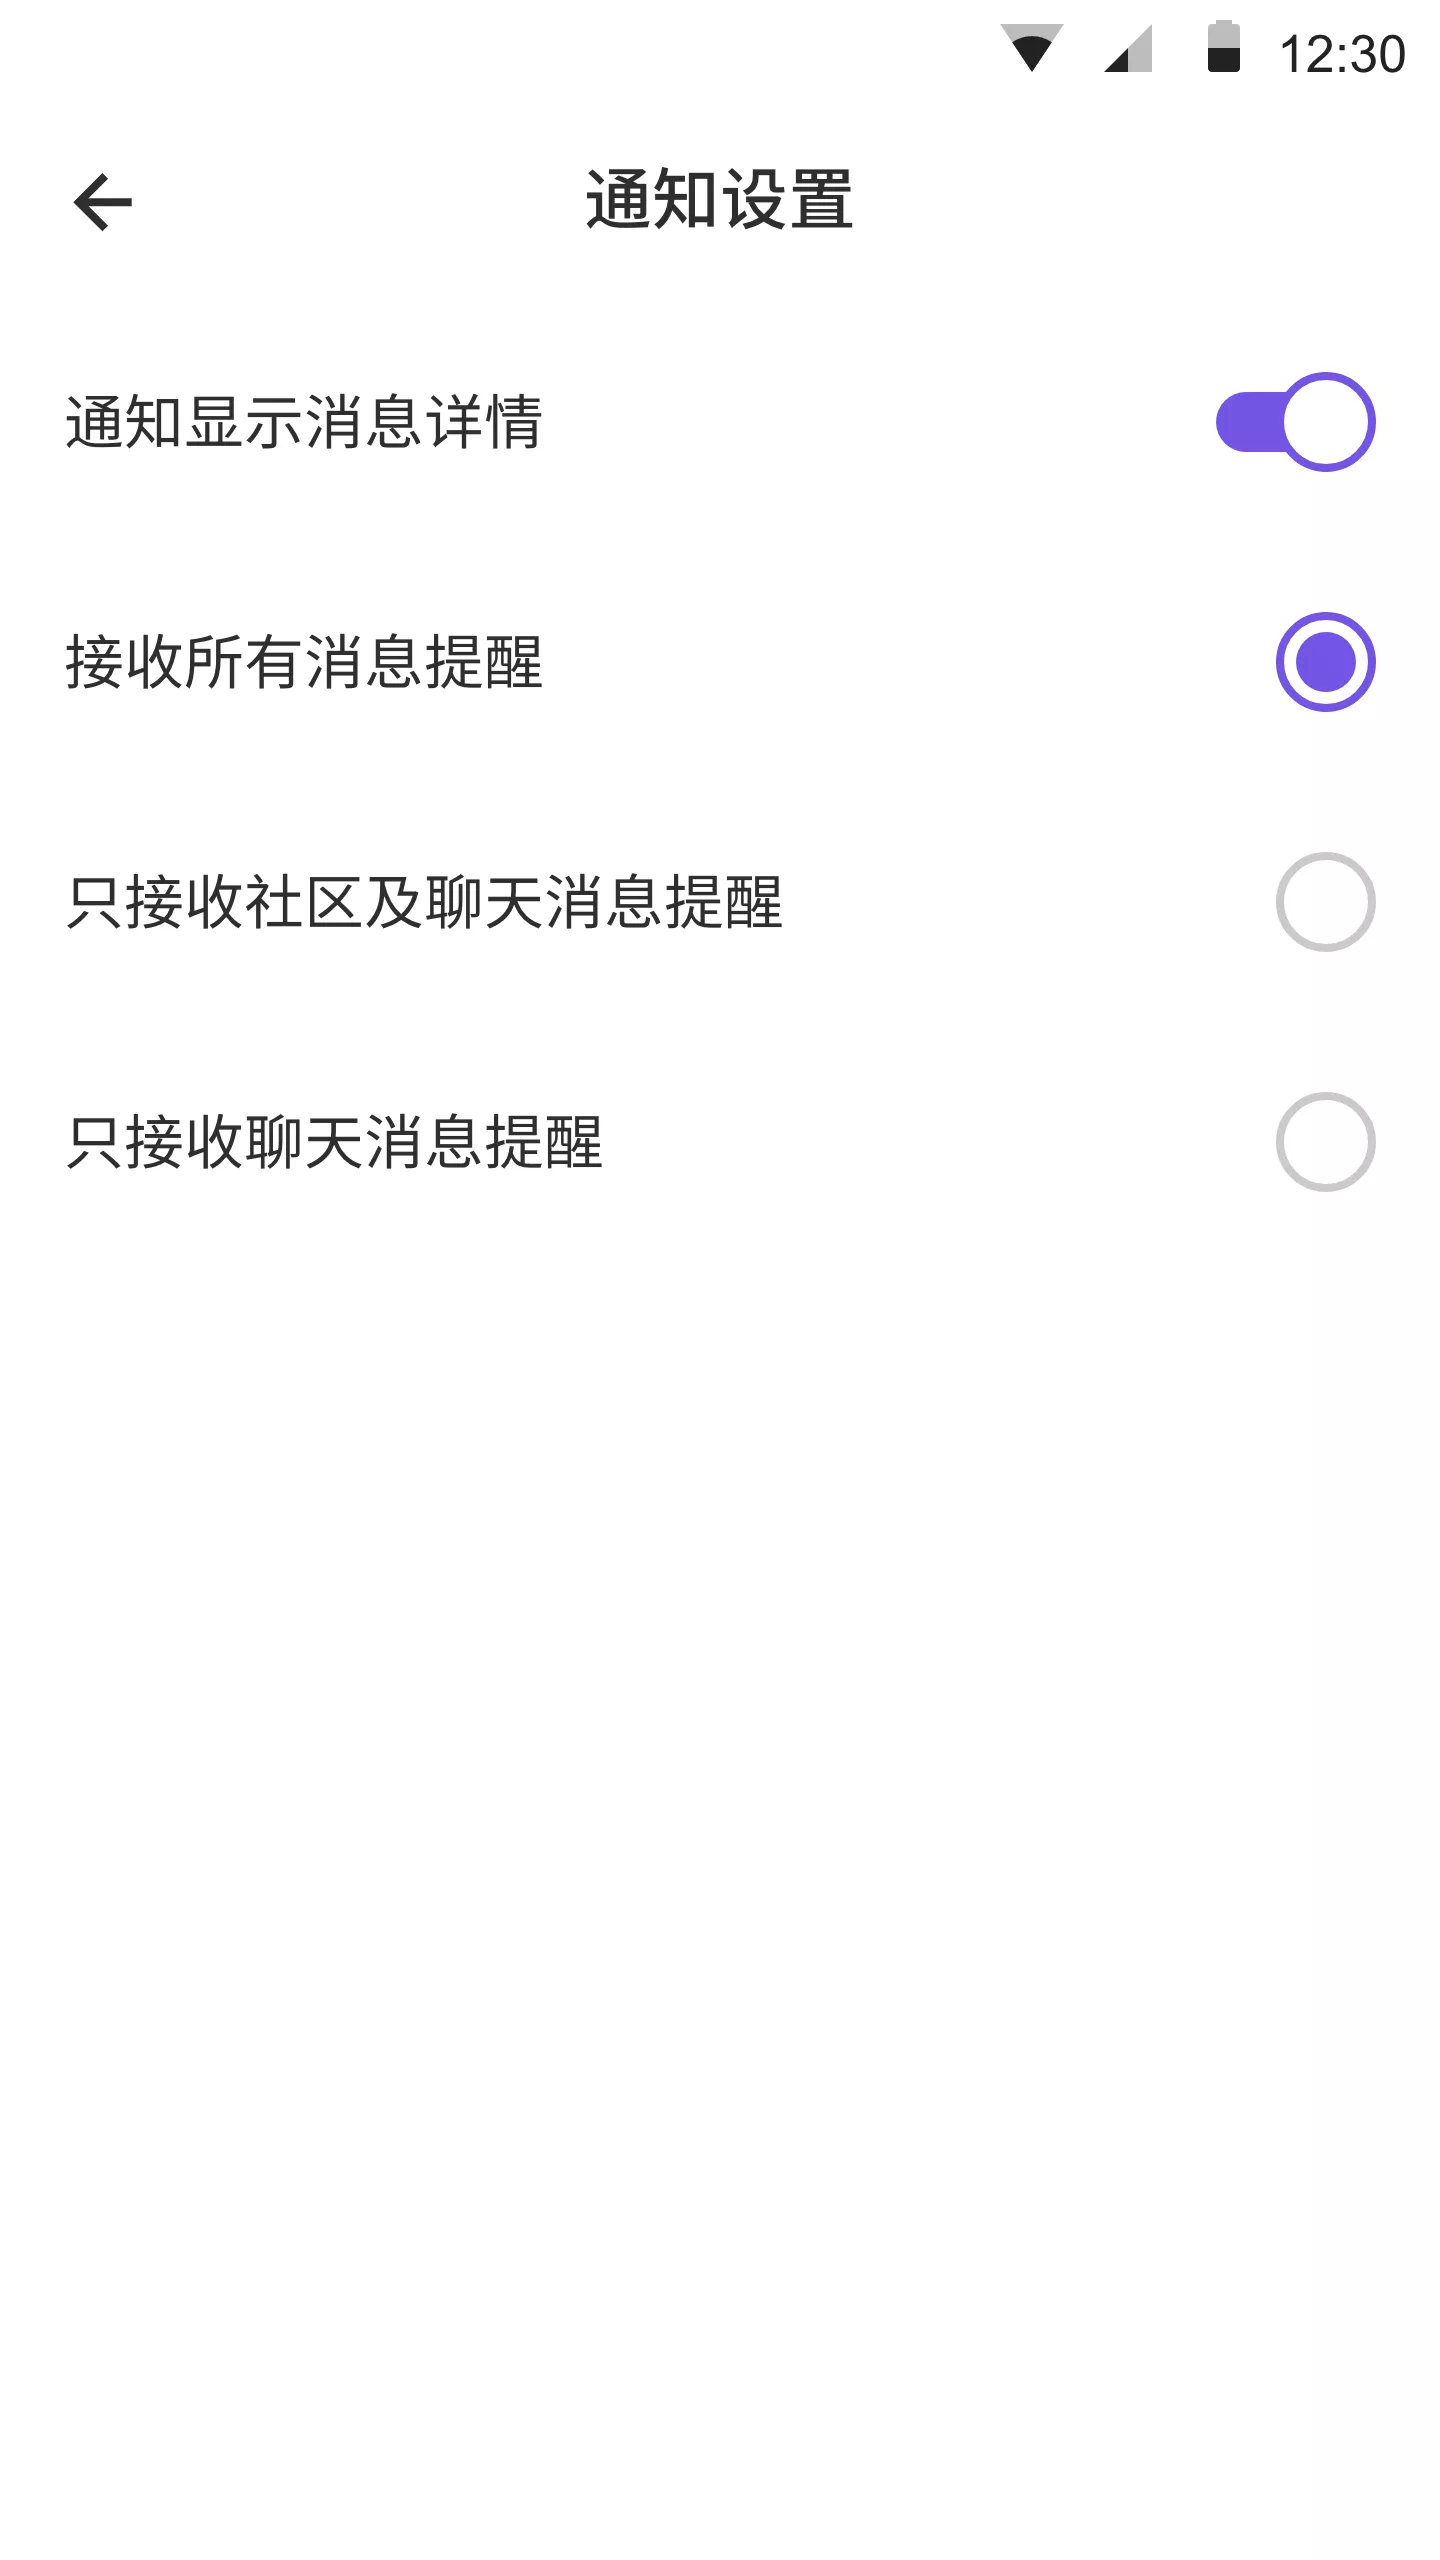 12:30
通知设置
通知显示消息详情
接收所有消息提醒
只接收社区及聊天消息提醒
只接收聊天消息提醒